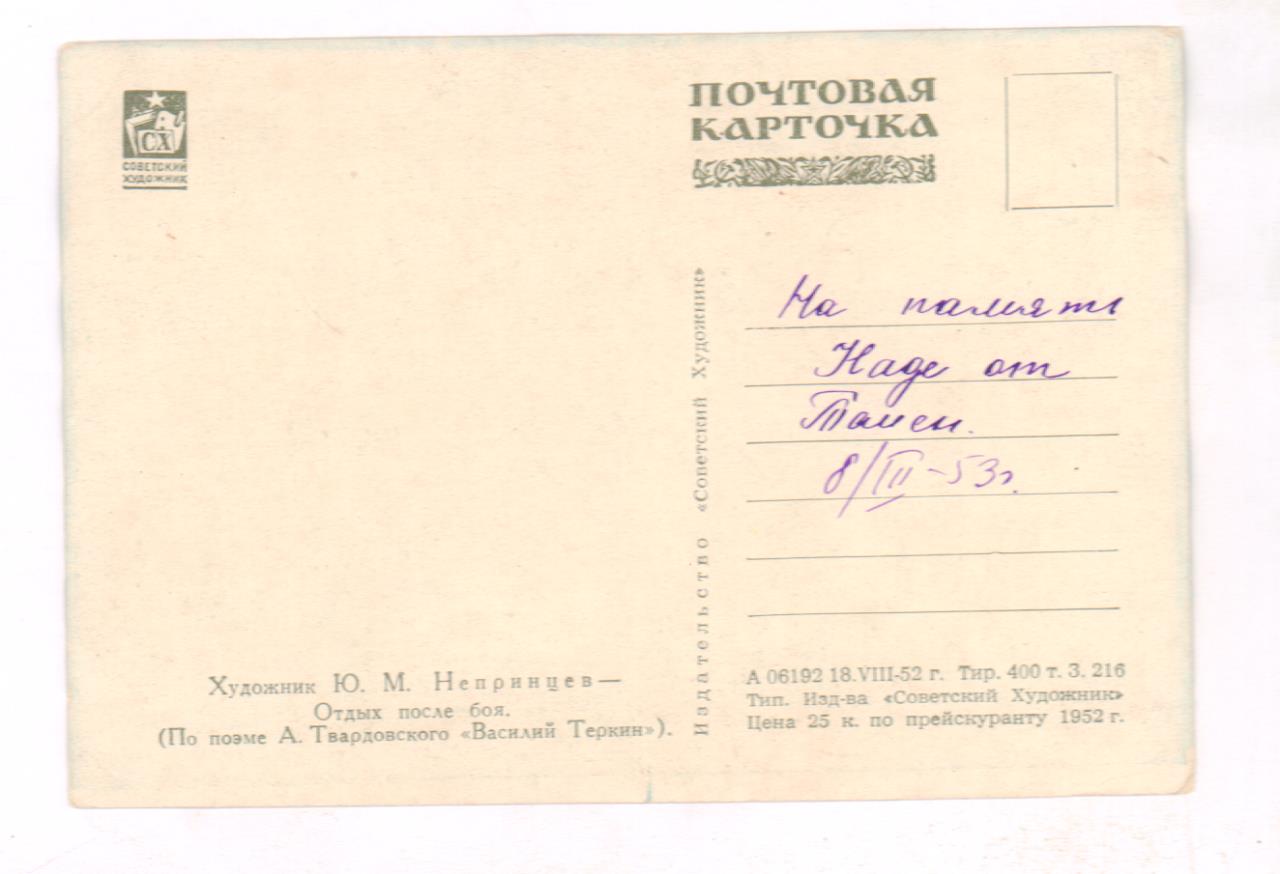 СХ
СОВЕТСКИЙ
ХУДОЖНИК
ПОЧТОВАЯ
КАРТОЧКА
На память
Наде от
8/III-53г.
Издательство «Советский Художник»
Художник Ю. М. Непринцев—
Отдых после боя.
(По поэме А. Твардовского «Василий Теркин»).
А 06192 18.VIII-52 г. Тир. 400 т. З. 216
Тип. Изд-ва «Советский Художник»
Цена 25 к. по прейскуранту 1952 г.